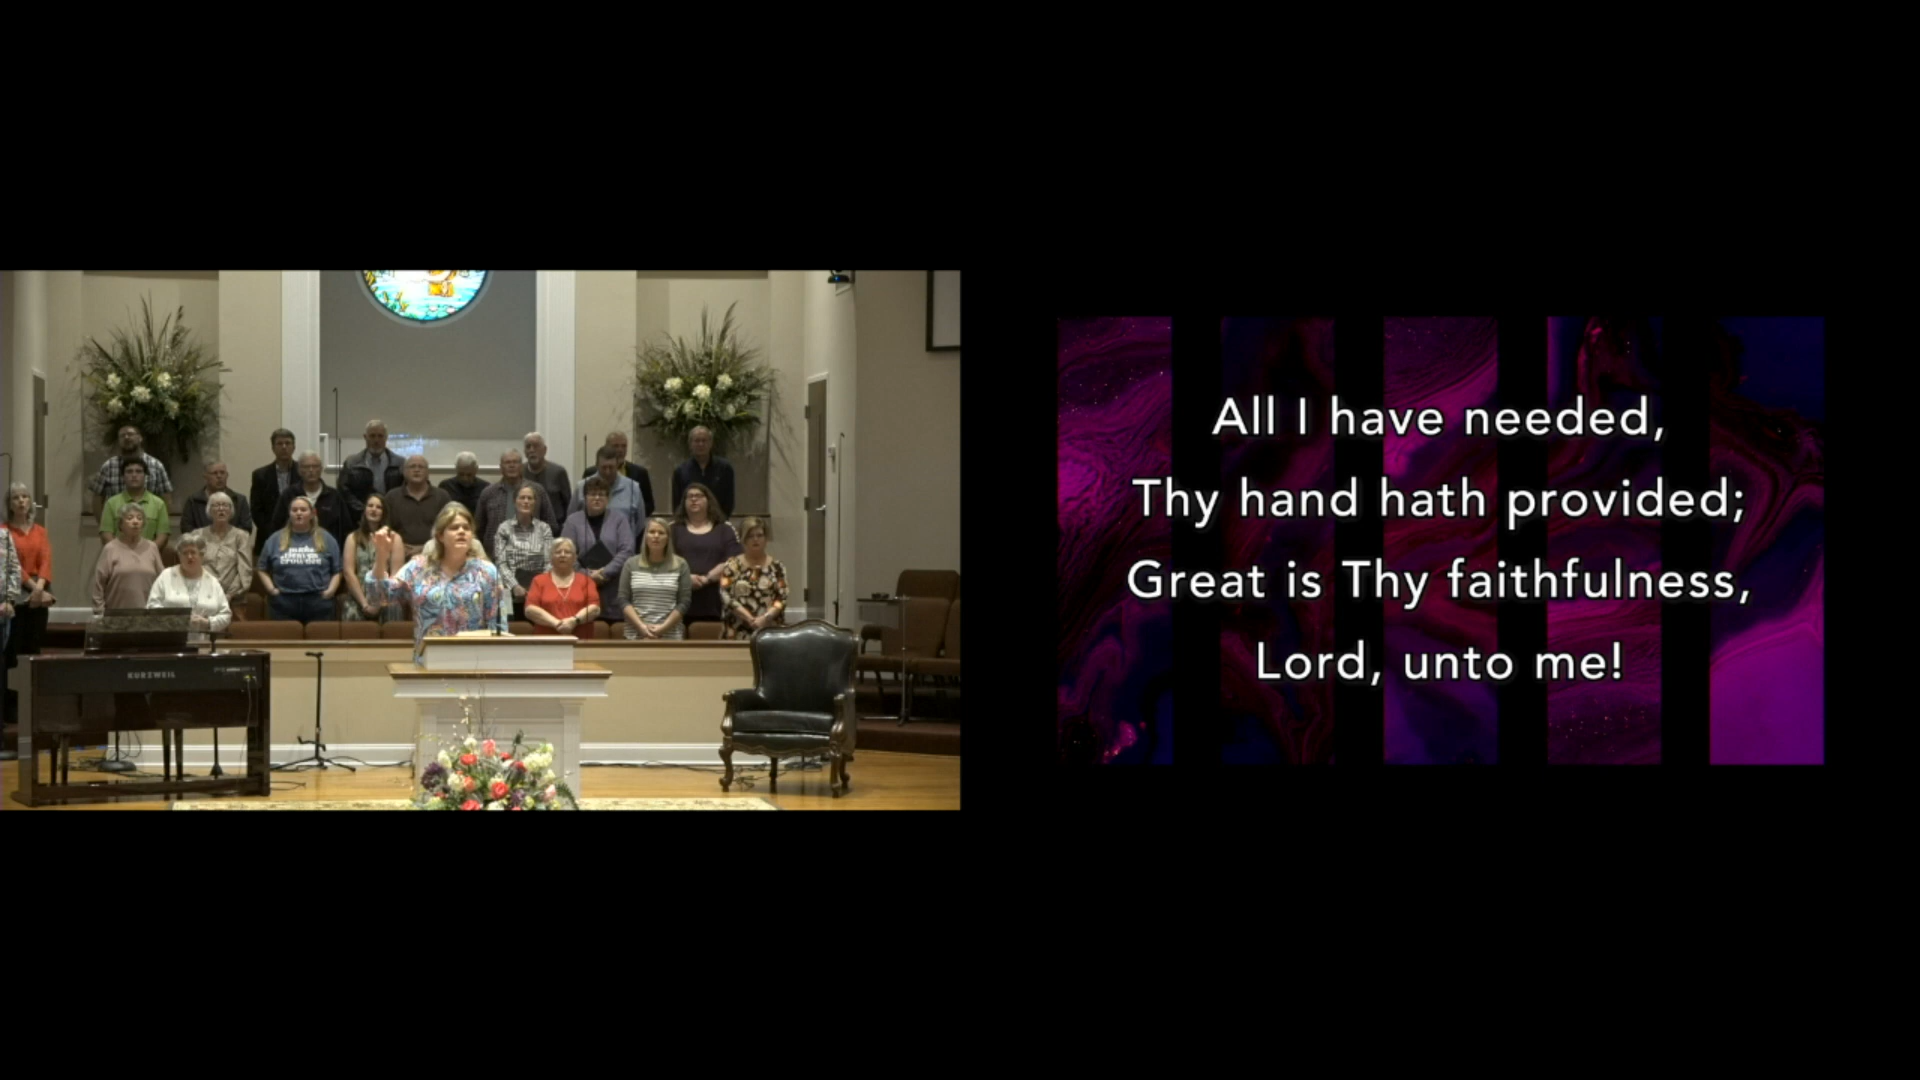 KURZWEIL
All I have needed,
Thy hand hath provided;
Great is Thy faithfulness,
Lord, unto me!